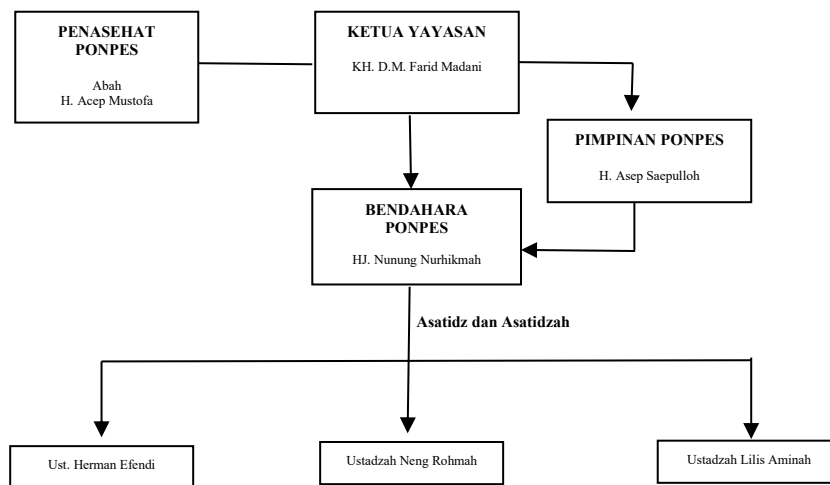 PENASEHAT
PONPES
Abah
H. Acep Mustofa
KETUA YAYASAN
KH. D.M. Farid Madani
PIMPINAN PONPES
H. Asep Saepulloh
BENDAHARA
PONPES
HJ. Nunung Nurhikmah
Asatidz dan Asatidzah
Ust. Herman Efendi
Ustadzah Neng Rohmah
Ustadzah Lilis Aminah